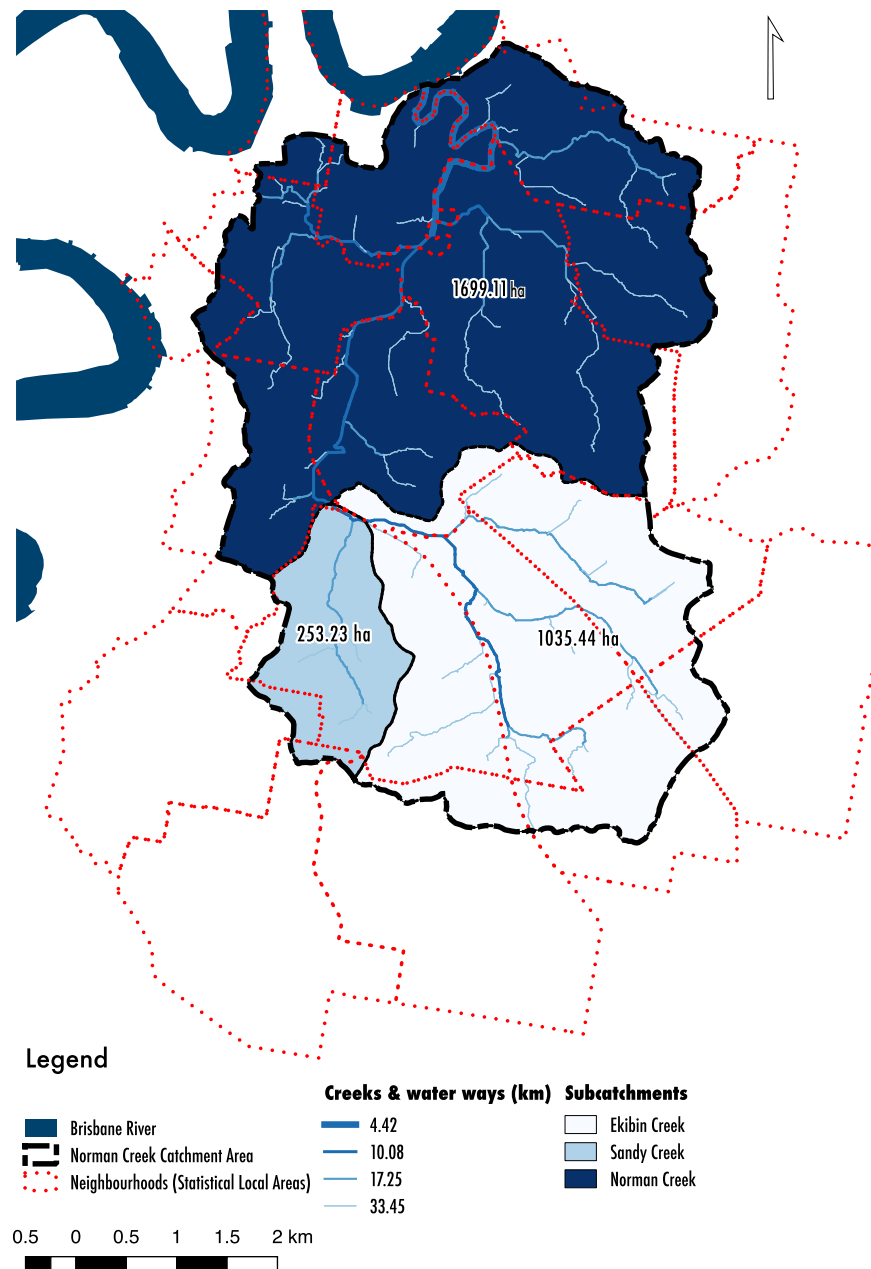 1699.11 ha
253.23 ha
1035.44 ha
Legend
Brisbane River
Norman Creek Catchment Area
Neighbourhoods (Statistical Local Areas)
Creeks & water ways (km)
4.42
10.08
17.25
33.45
Subcatchments
Ekibin Creek
Sandy Creek
Norman Creek
0.5 0 0.5 1 1.5 2 km